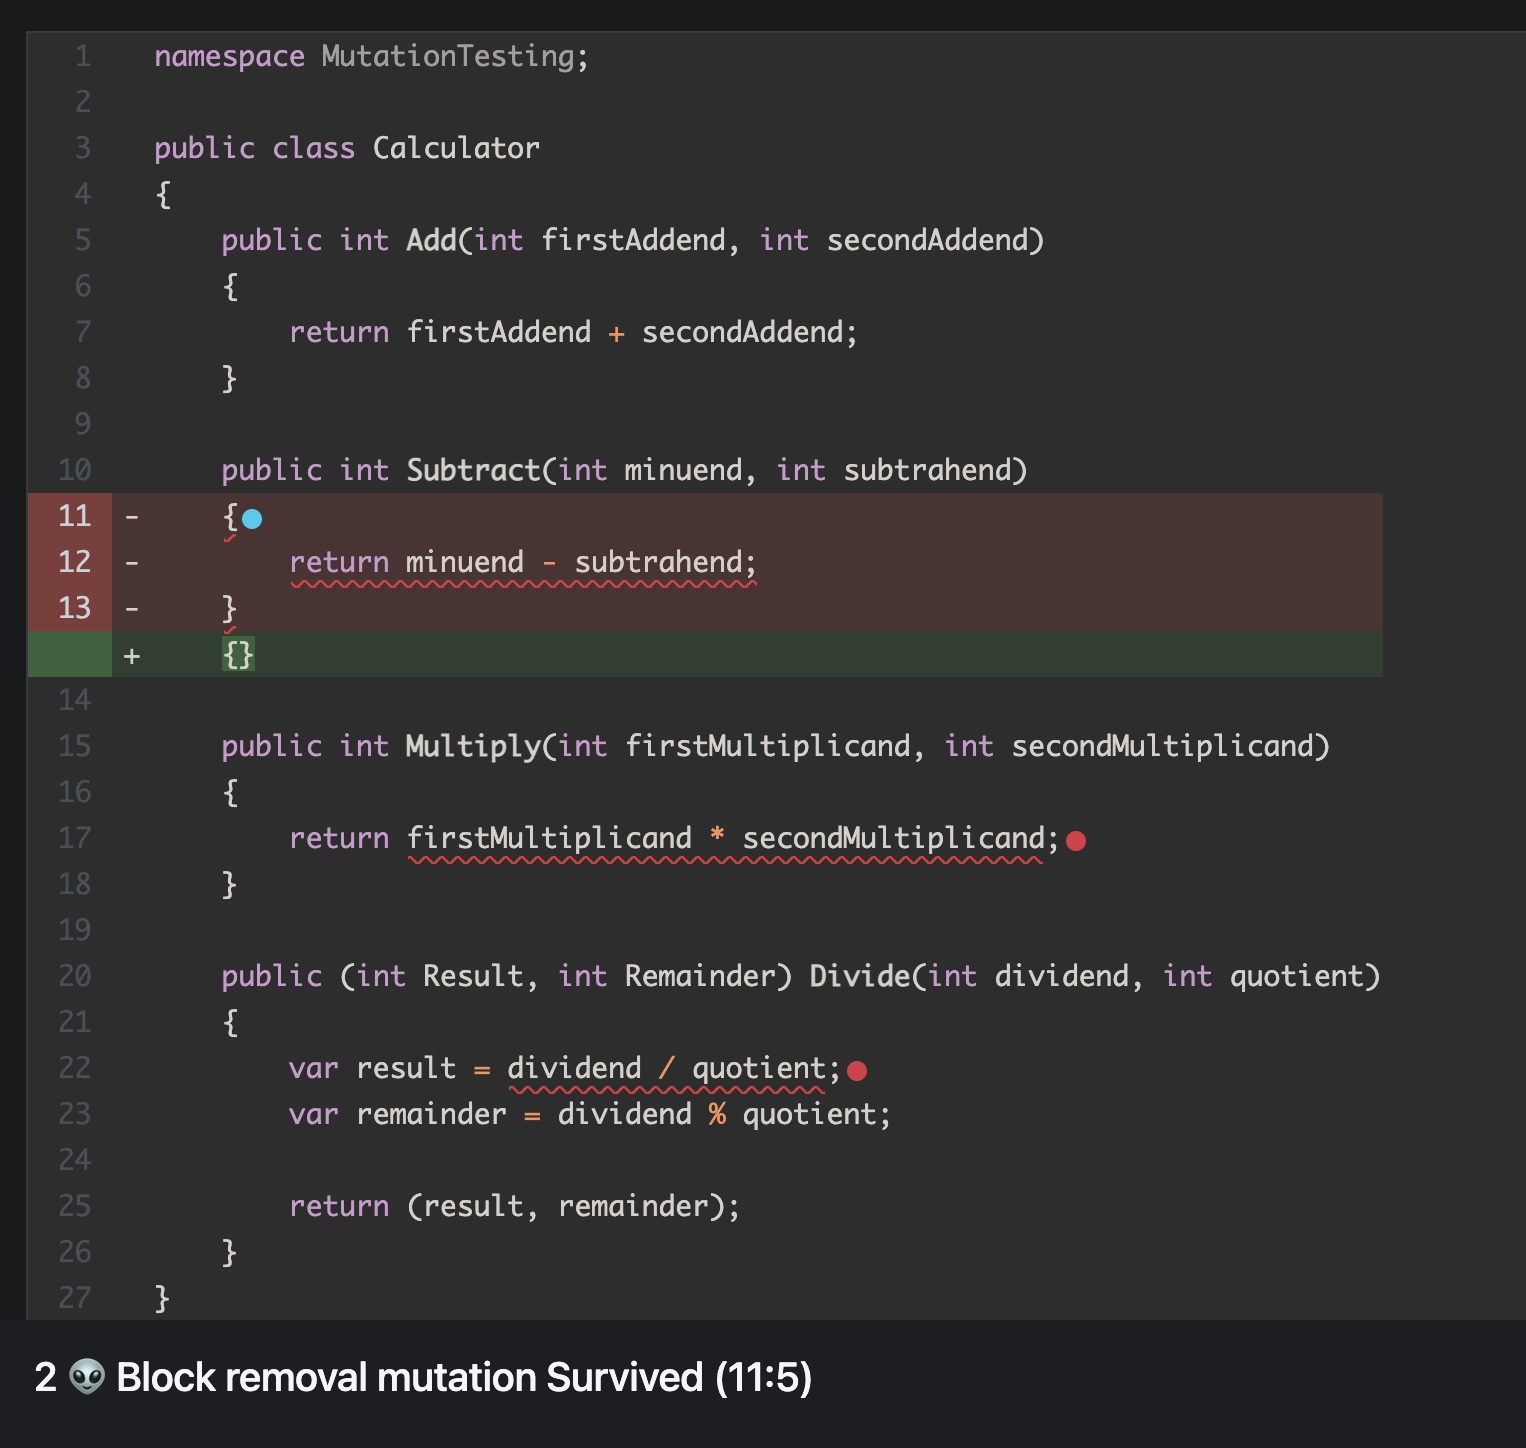 1 namespace MutationTesting;
2
3 public class Calculator
4 {
5     public int Add(int firstAddend, int secondAddend)
6     {
7         return firstAddend + secondAddend;
8     }
9
10     public int Subtract(int minuend, int subtrahend)
11 -     {
12 -         return minuend - subtrahend;
13 -     }
+     {}
14
15     public int Multiply(int firstMultiplicand, int secondMultiplicand)
16     {
17         return firstMultiplicand * secondMultiplicand;
18     }
19
20     public (int Result, int Remainder) Divide(int dividend, int quotient)
21     {
22         var result = dividend / quotient;
23         var remainder = dividend % quotient;
24
25         return (result, remainder);
26     }
27 }
2 👽 Block removal mutation Survived (11:5)